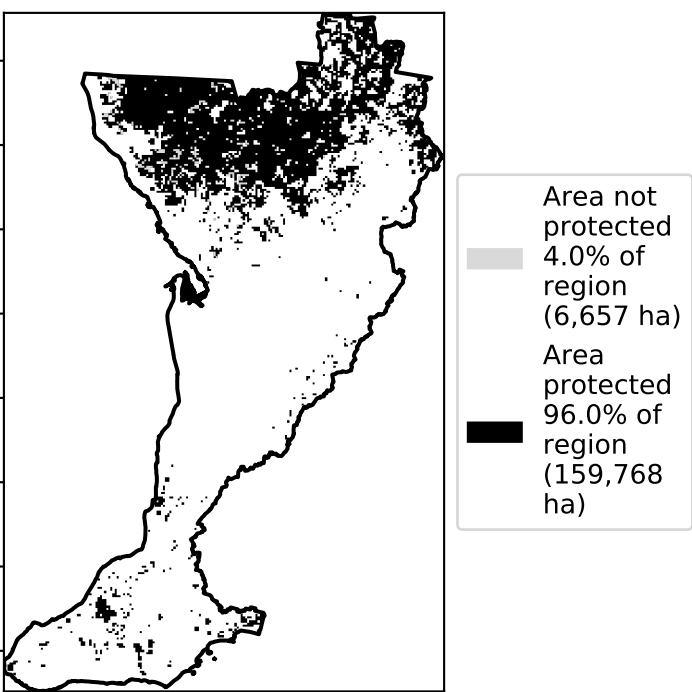 Area not
protected
4.0% of
region
(6,657 ha)
Area
protected
96.0% of
region
(159,768
ha)